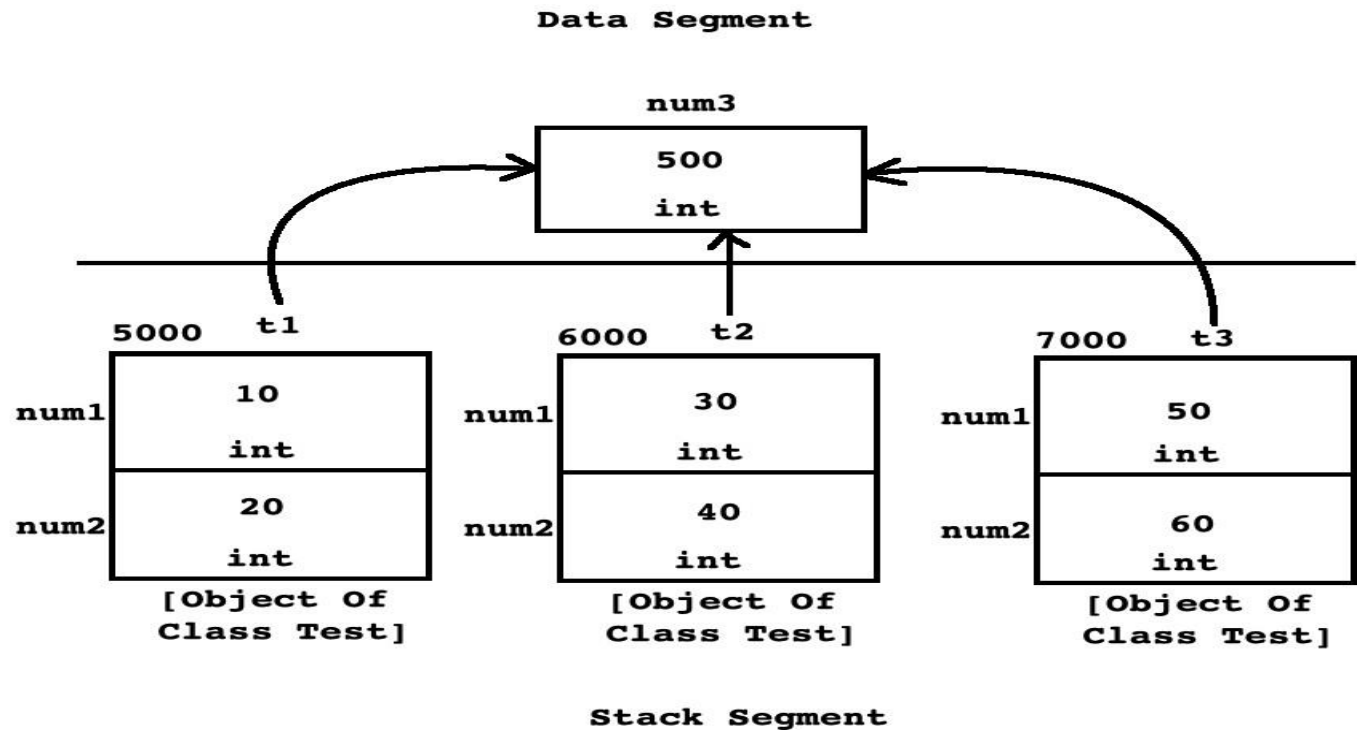 Data Segment
num3
500
int
5000 t1
6000 t2
7000 t3
num1 10
int
num2 20
int
[Object Of
Class Test]
num1 30
int
num2 40
int
[Object Of
Class Test]
num1 50
int
num2 60
int
[Object Of
Class Test]
Stack Segment